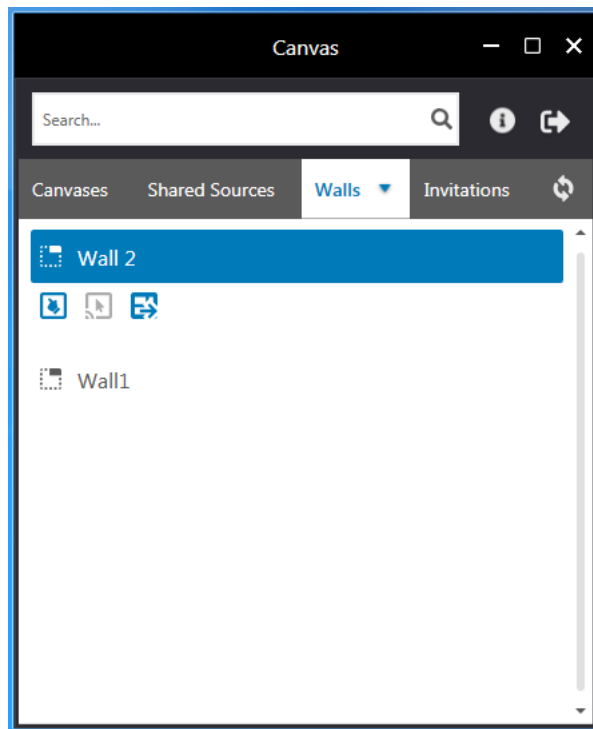 Canvas
Search...
Canvases Shared Sources Walls Invitations
Wall 2
Wall1